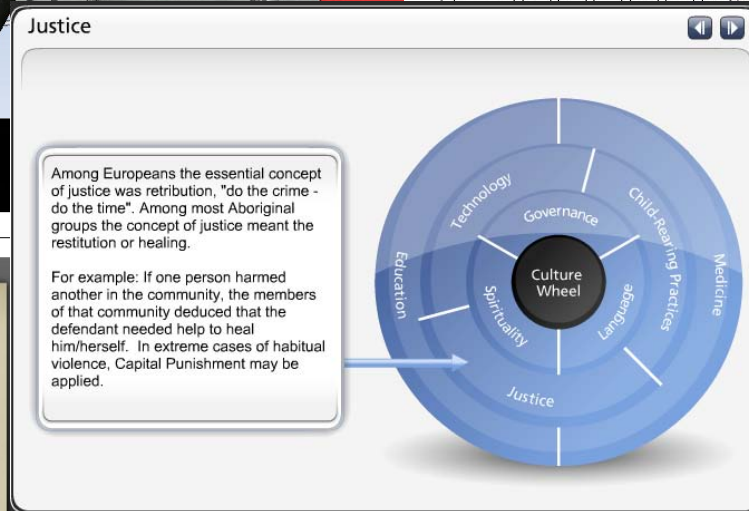 Justice
Among Europeans the essential concept
of justice was retribution, "do the crime -
do the time". Among most Aboriginal
groups the concept of justice meant the
restitution or healing.
For example: If one person harmed
another in the community, the members
of that community deduced that the
defendant needed help to heal
him/herself.  In extreme cases of habitual
violence, Capital Punishment may be
applied.
Technology
Governance
Child-Rearing Practices
Education
Culture
Wheel
Medicine
Spirituality
Language
Justice